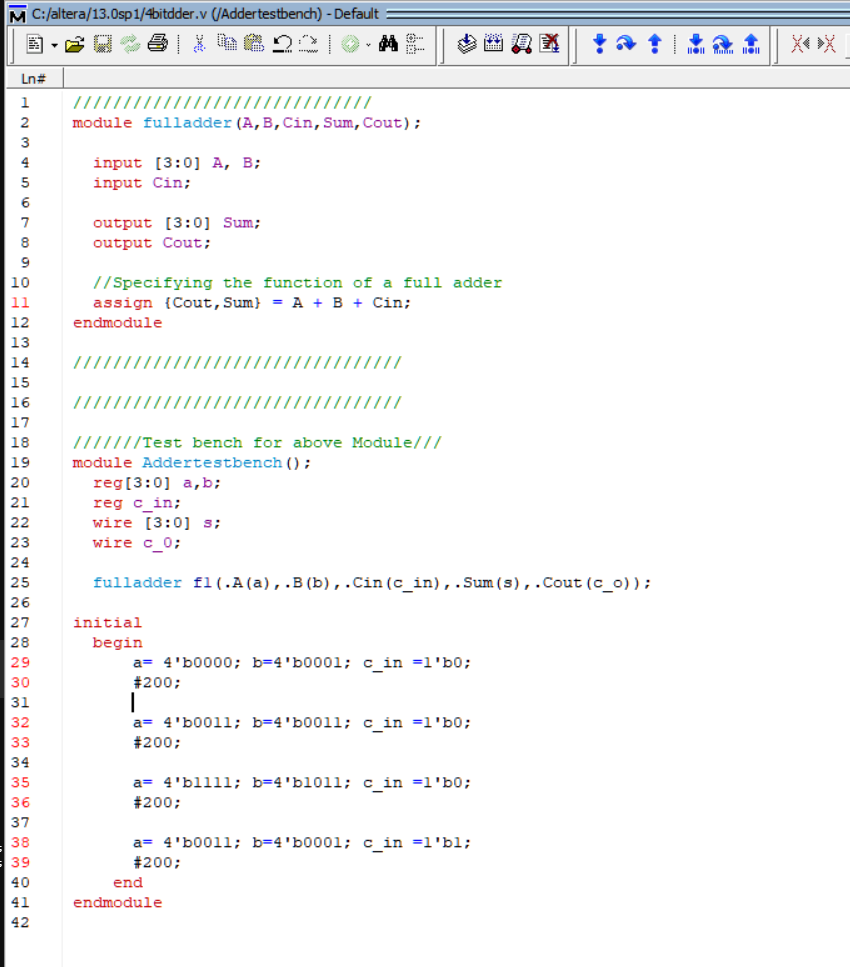 C:/altera/13.0sp1/4bitdder.v (/Addertestbench) - Default
Ln#
1 //////////////////////////////
2 module fulladder(A,B,Cin,Sum,Cout);
3
4 input [3:0] A, B;
5 input Cin;
6
7 output [3:0] Sum;
8 output Cout;
9
10 //Specifying the function of a full adder
11 assign {Cout,Sum} = A + B + Cin;
12 endmodule
13
14 /////////////////////////////////
15
16 /////////////////////////////////
17
18 ///////Test bench for above Module///
19 module Addertestbench();
20 reg[3:0] a,b;
21 reg c_in;
22 wire [3:0] s;
23 wire c_0;
24
25 fulladder f1(.A(a),.B(b),.Cin(c_in),.Sum(s),.Cout(c_o));
26
27 initial
28 begin
29 a= 4'b0000; b=4'b0001; c_in =1'b0;
30 #200;
31
32 a= 4'b0011; b=4'b0011; c_in =1'b0;
33 #200;
34
35 a= 4'b1111; b=4'b1011; c_in =1'b0;
36 #200;
37
38 a= 4'b0011; b=4'b0001; c_in =1'b1;
39 #200;
40 end
41 endmodule
42